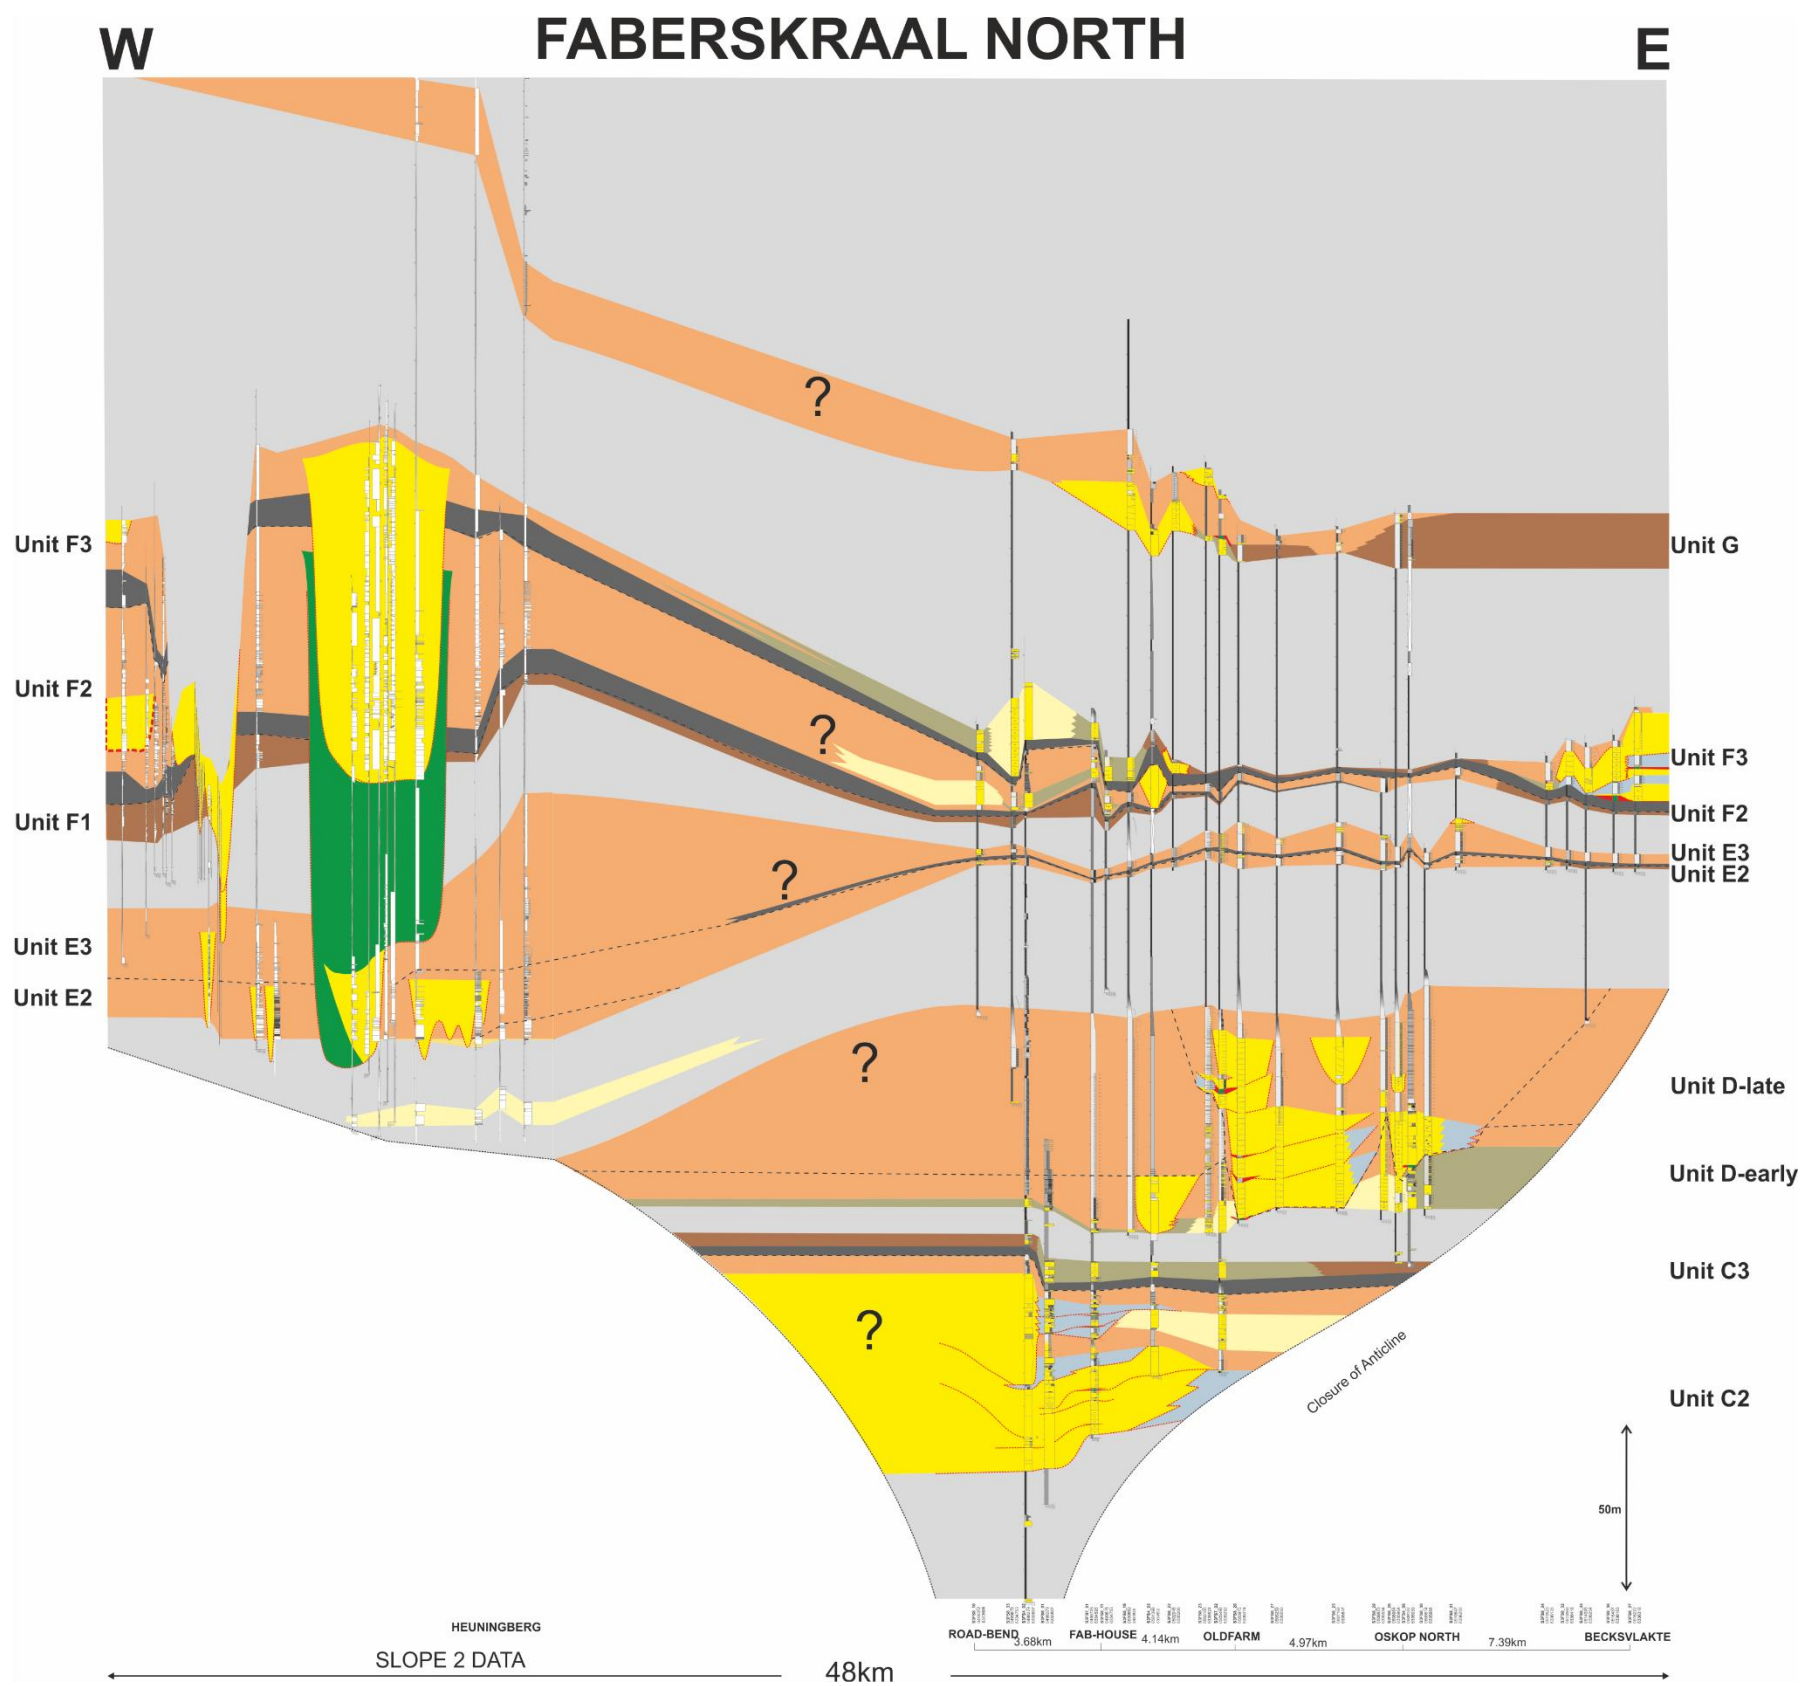 FABERSKRAAL NORTH
W
E
?
Unit F3
Unit G
Unit F2
?
Unit F3
Unit F1
Unit F2
Unit E3
?
Unit E2
Unit E3
Unit E2
?
Unit D-late
Unit D-early
Unit C3
?
Closure of Anticline
Unit C2
50m
HEUNINGBERG
ROAD-BEND
3.68km
FAB-HOUSE
4.14km
OLDFARM
4.97km
OSKOP NORTH
7.39km
BECKSVLAKTE
SLOPE 2 DATA
48km